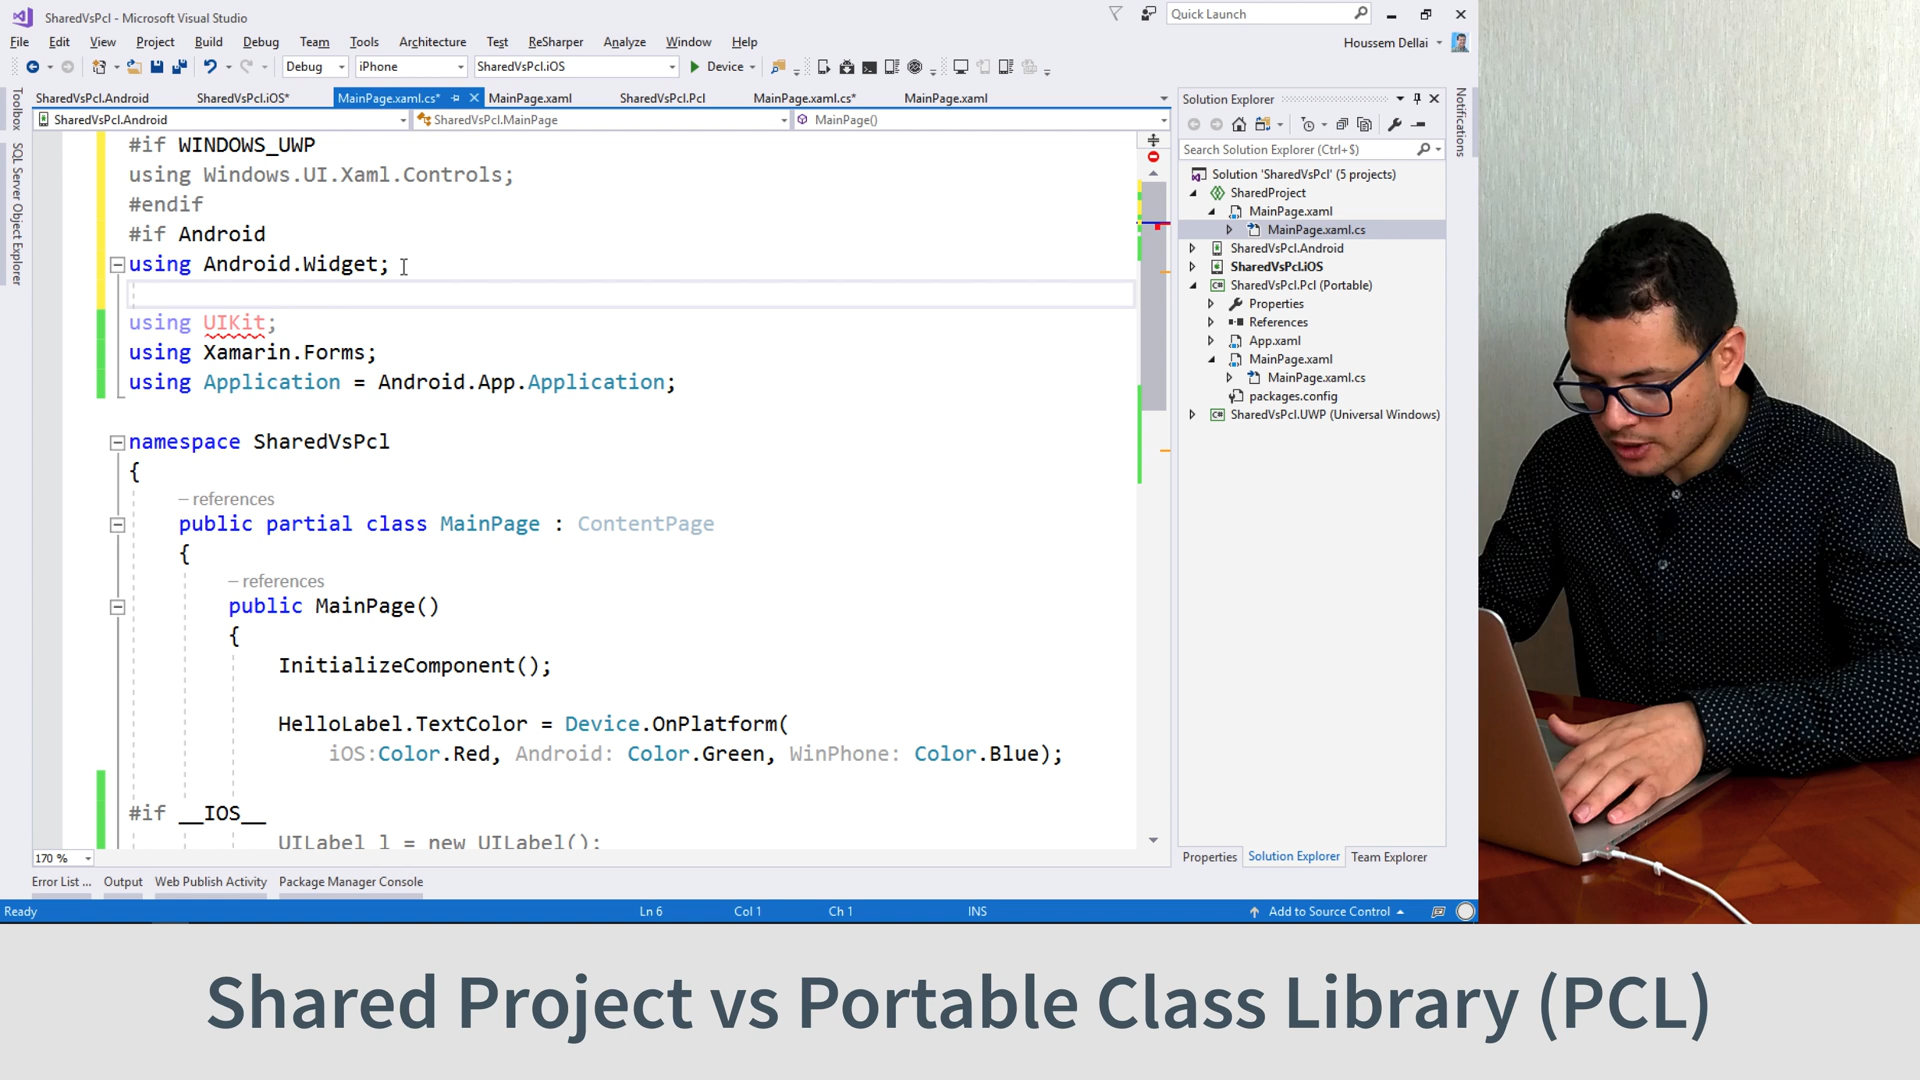 SharedVsPcl - Microsoft Visual Studio
Quick Launch
File Edit View Project Build Debug Team Tools Architecture Test ReSharper Analyze Window Help
Houssem Dellai
Debug iPhone SharedVsPcl.iOS Device
SharedVsPcl.Android SharedVsPcl.iOS* MainPage.xaml.cs* MainPage.xaml SharedVsPcl.Pcl MainPage.xaml.cs* MainPage.xaml
SharedVsPcl.Android SharedVsPcl.MainPage MainPage()
Toolbox
SQL Server Object Explorer
#if WINDOWS_UWP
using Windows.UI.Xaml.Controls;
#endif
#if Android
using Android.Widget;
using UIKit;
using Xamarin.Forms;
using Application = Android.App.Application;
namespace SharedVsPcl
{
– references
public partial class MainPage : ContentPage
{
– references
public MainPage()
{
InitializeComponent();
HelloLabel.TextColor = Device.OnPlatform(
iOS:Color.Red, Android: Color.Green, WinPhone: Color.Blue);
#if __IOS__
UILabel l = new UILabel();
170 %
Solution Explorer
Search Solution Explorer (Ctrl+$)
Solution 'SharedVsPcl' (5 projects)
SharedProject
MainPage.xaml
MainPage.xaml.cs
SharedVsPcl.Android
SharedVsPcl.iOS
SharedVsPcl.Pcl (Portable)
Properties
References
App.xaml
MainPage.xaml
MainPage.xaml.cs
packages.config
SharedVsPcl.UWP (Universal Windows)
Properties Solution Explorer Team Explorer
Notifications
Error List ... Output Web Publish Activity Package Manager Console
Ready Ln 6 Col 1 Ch 1 INS Add to Source Control
Shared Project vs Portable Class Library (PCL)